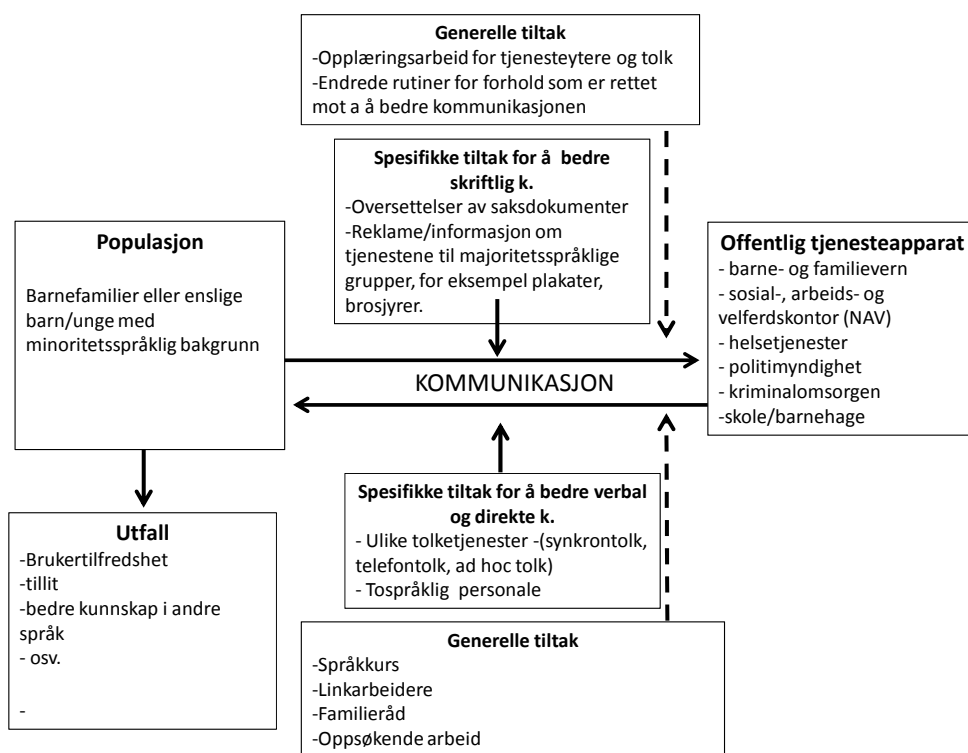 Generelle tiltak
-Opplæringsarbeid for tjenesteytere og tolk
-Endrede rutiner for forhold som er rettet
mot a å bedre kommunikasjonen
Spesifikke tiltak for å bedre
skriftlig k.
-Oversettelser av saksdokumenter
-Reklame/informasjon om
tjenestene til majoritetsspråklige
grupper, for eksempel plakater,
brosjyrer.
Populasjon
Barnefamilier eller enslige
barn/unge med
minoritetsspråklig bakgrunn
Offentlig tjenesteapparat
- barne- og familievern
- sosial-, arbeids- og
velferdskontor (NAV)
- helsetjenester
- politimyndighet
- kriminalomsorgen
-skole/barnehage
KOMMUNIKASJON
Spesifikke tiltak for å bedre verbal
og direkte k.
- Ulike tolketjenester -(synkrontolk,
telefontolk, ad hoc tolk)
- Tospråklig personale
Utfall
-Brukertilfredshet
-tillit
-bedre kunnskap i andre
språk
- osv.
-
Generelle tiltak
-Språkkurs
-Linkarbeidere
-Familieråd
-Oppsøkende arbeid